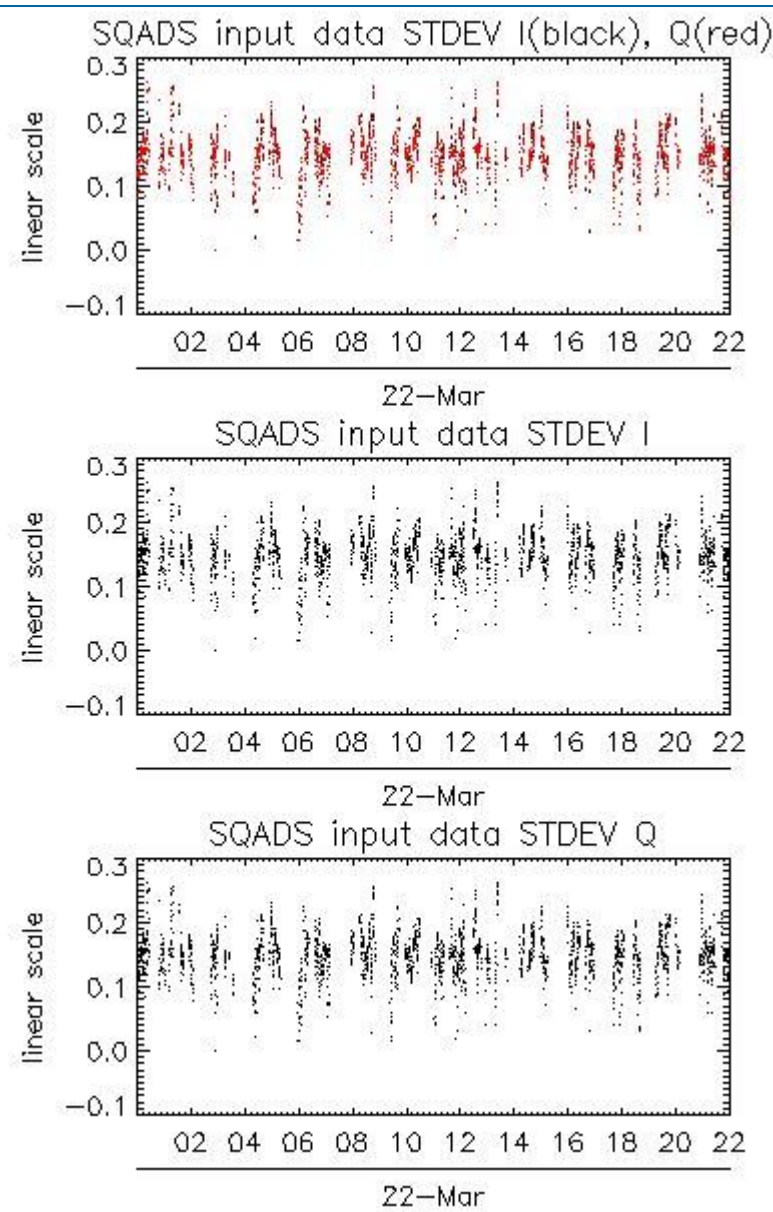 SQADS input data STDEV I(black), Q(red)
0.3
0.2
0.1
0.0
−0.1
linear scale
02 04 06 08 10 12 14 16 18 20 22
22−Mar
SQADS input data STDEV I
0.3
0.2
0.1
0.0
−0.1
linear scale
02 04 06 08 10 12 14 16 18 20 22
22−Mar
SQADS input data STDEV Q
0.3
0.2
0.1
0.0
−0.1
linear scale
02 04 06 08 10 12 14 16 18 20 22
22−Mar